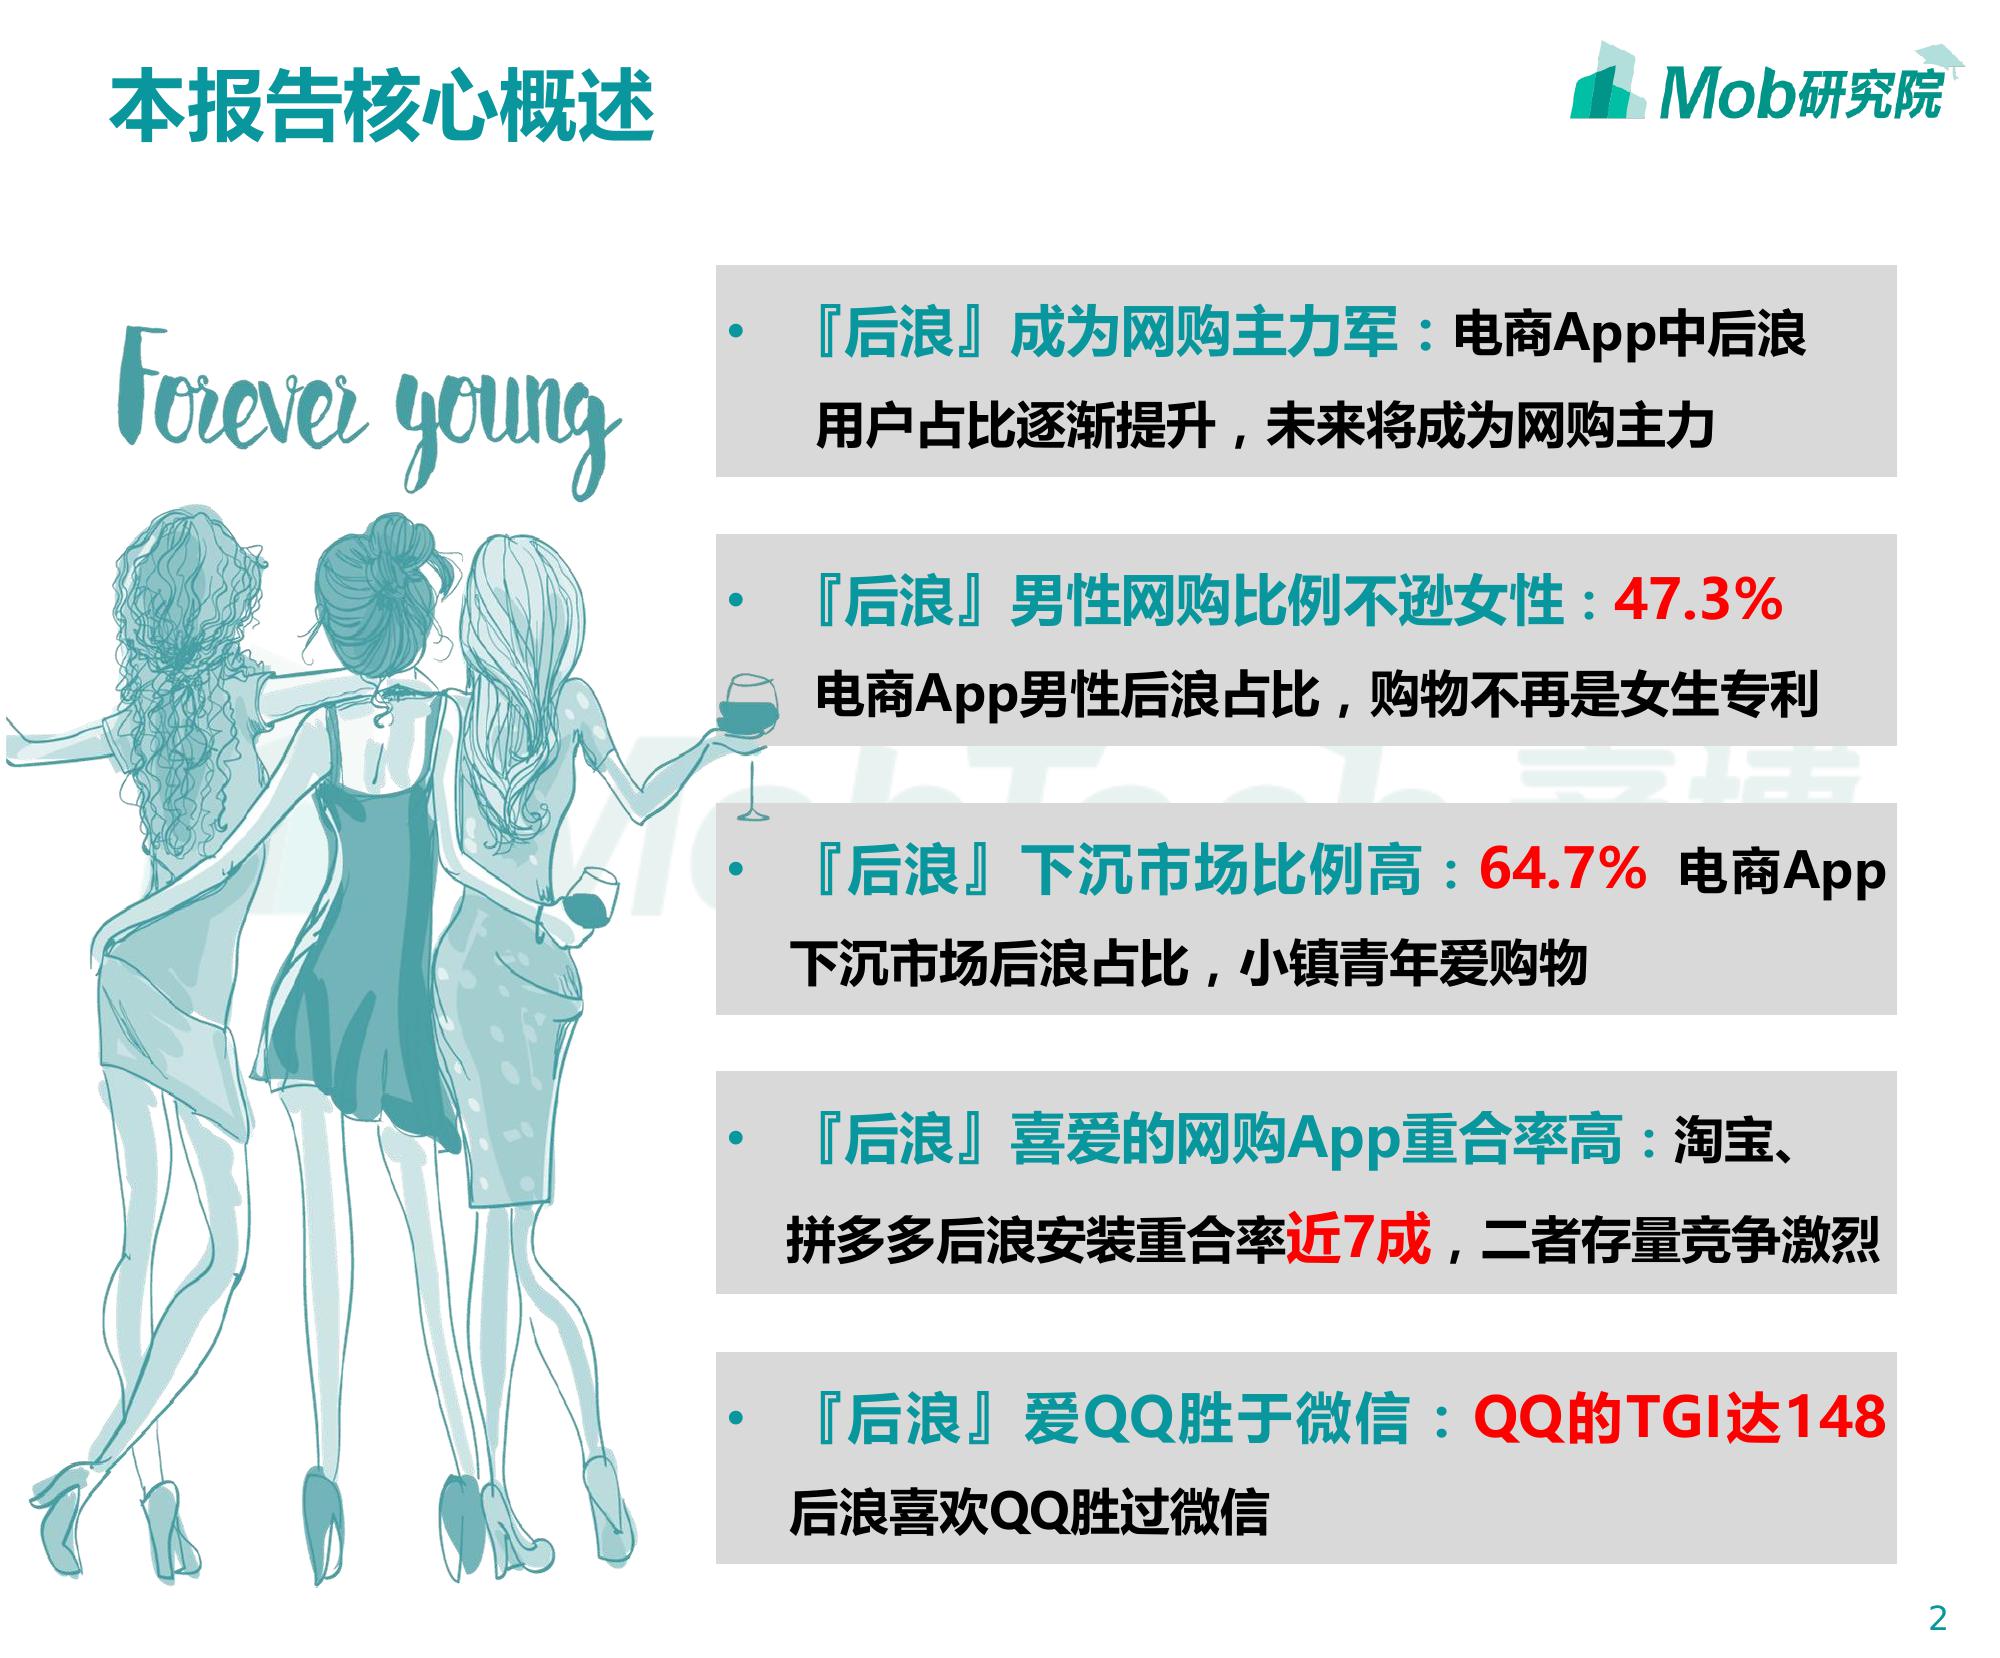 本报告核心概述
Mob研究院
Forever young
• 『后浪』成为网购主力军：电商App中后浪
用户占比逐渐提升，未来将成为网购主力
• 『后浪』男性网购比例不逊女性：47.3%
电商App男性后浪占比，购物不再是女生专利
• 『后浪』下沉市场比例高：64.7% 电商App
下沉市场后浪占比，小镇青年爱购物
• 『后浪』喜爱的网购App重合率高：淘宝、
拼多多后浪安装重合率近7成，二者存量竞争激烈
• 『后浪』爱QQ胜于微信：QQ的TGI达148
后浪喜欢QQ胜过微信
2